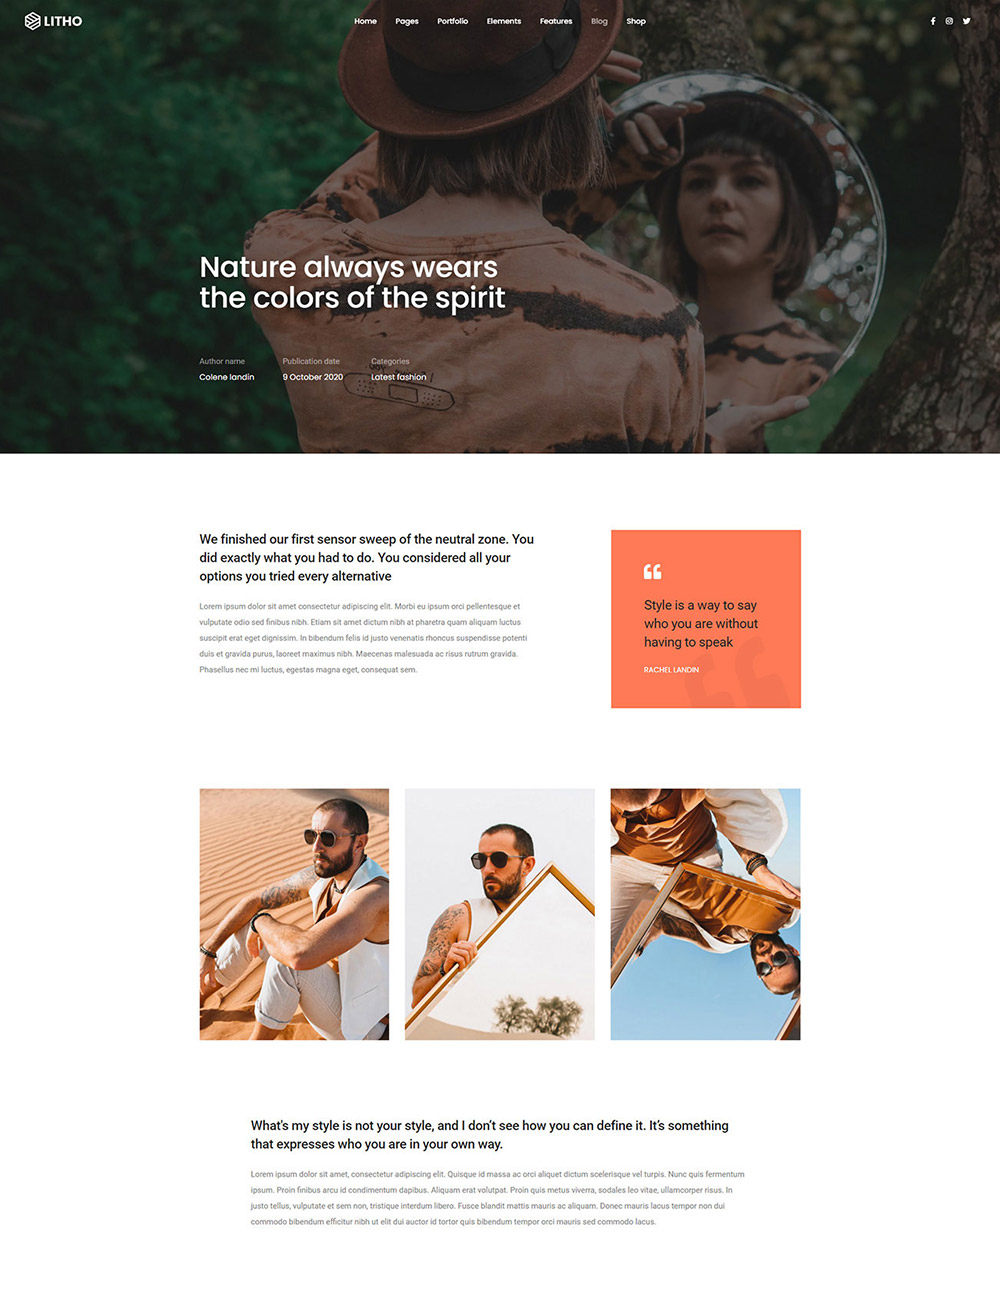 LITHO
Home Pages Portfolio Elements Features Blog Shop
Nature always wears
the colors of the spirit
Author name Publication date Categories
Colene landin 9 October 2020 Latest fashion
We finished our first sensor sweep of the neutral zone. You
did exactly what you had to do. You considered all your
options you tried every alternative
Lorem ipsum dolor sit amet consectetur adipiscing elit. Morbi eu ipsum orci pellentesque et
vulputate odio sed finibus nibh. Etiam sit amet dictum nibh at pharetra quam aliquam luctus
suscipit erat eget dignissim. In bibendum felis id justo venenatis rhoncus suspendisse potenti
duis et gravida purus, laoreet maximus nibh. Maecenas malesuada ac risus rutrum gravida.
Phasellus nec mi luctus, egestas magna eget, consequat sem.
“
Style is a way to say
who you are without
having to speak
RACHEL LANDIN
What's my style is not your style, and I don’t see how you can define it. It’s something
that expresses who you are in your own way.
Lorem ipsum dolor sit amet, consectetur adipiscing elit. Quisque id massa ac orci aliquet dictum scelerisque vel turpis. Nunc quis fermentum
ipsum. Proin finibus arcu id condimentum dapibus. Aliquam erat volutpat. Proin quis metus viverra, sodales leo vitae, ullamcorper risus. In
justo tellus, vulputate et sem non, tristique interdum libero. Fusce blandit mattis mauris ac aliquam. Donec mauris lacus tempor non dui
commodo bibendum efficitur nibh ut elit dui auctor id tortor quis bibendum tempor orci mauris sed commodo lacus.